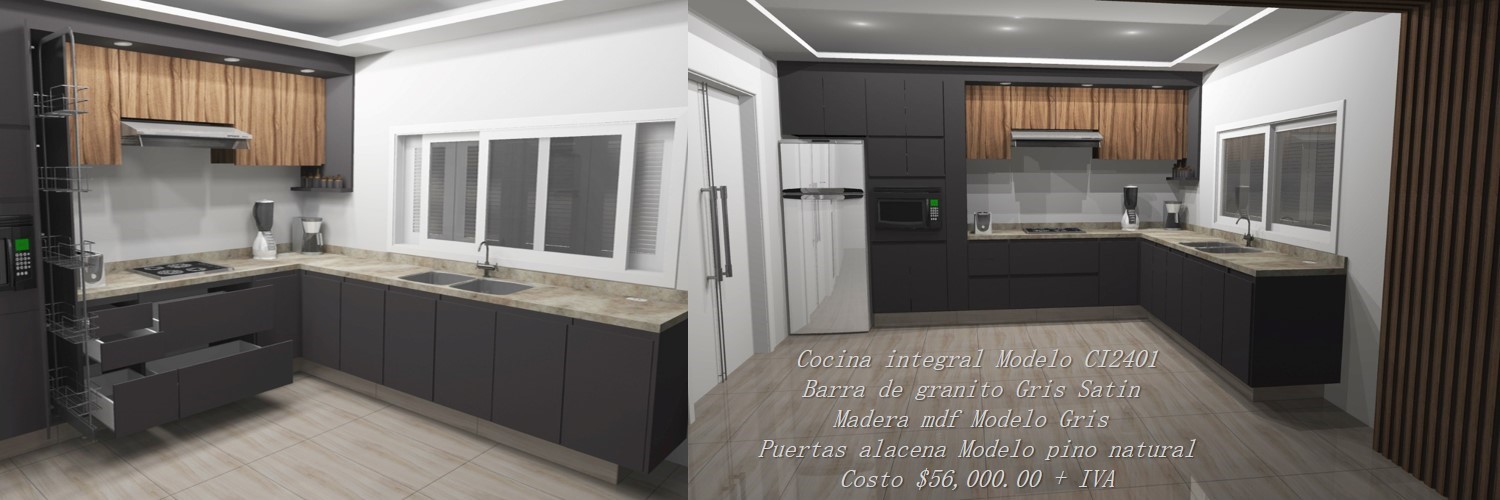 Cocina integral Modelo CI2401
Barra de granito Gris Satin
Madera mdf Modelo Gris
Puertas alacena Modelo pino natural
Costo $56,000.00 + IVA